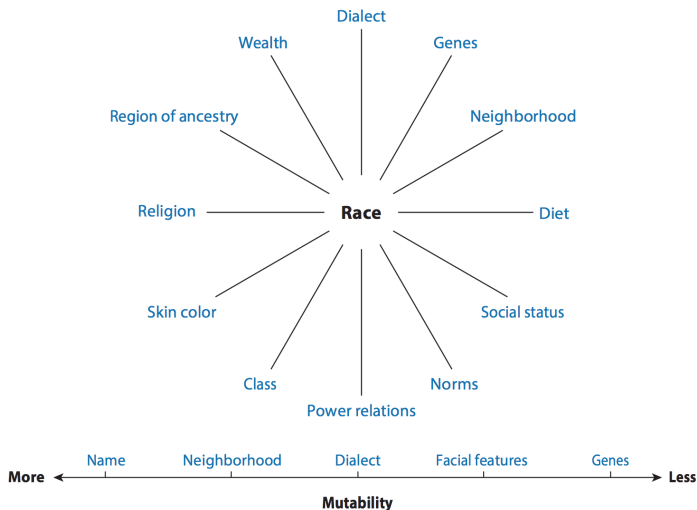 Dialect
Wealth
Genes
Region of ancestry
Neighborhood
Religion
Race
Diet
Skin color
Social status
Class
Norms
Power relations
Name
Neighborhood
Dialect
Facial features
Genes
More
Less
Mutability